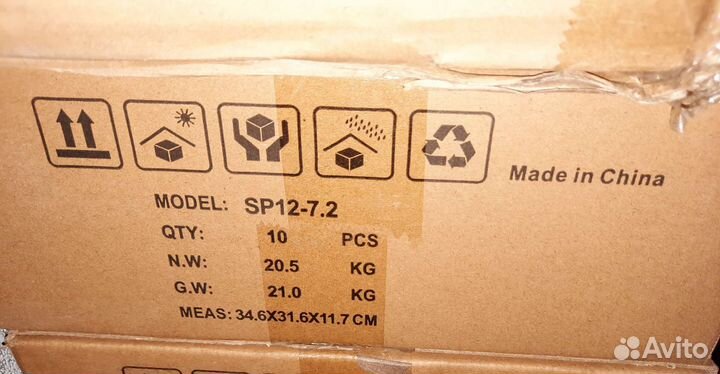 Made in China
MODEL: SP12-7.2
QTY: 10 PCS
N.W: 20.5 KG
G.W: 21.0 KG
MEAS: 34.6X31.6X11.7 CM
Avito